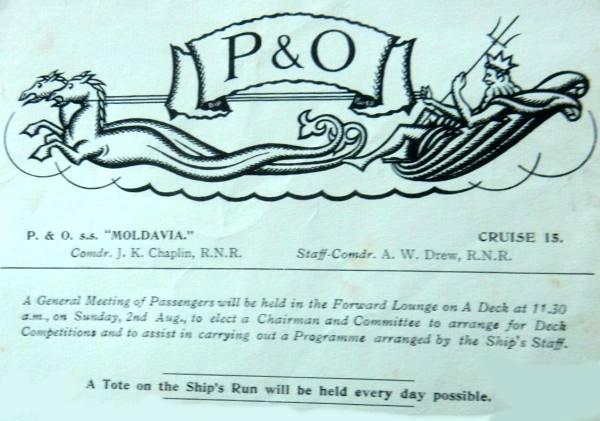 P & O
P. & O. s.s. "MOLDAVIA." CRUISE 15.
Comdr. J. K. Chaplin, R.N.R. Staff-Comdr. A. W. Drew, R.N.R.
A General Meeting of Passengers will be held in the Forward Lounge on A Deck at 11.30
a.m., on Sunday, 2nd Aug., to elect a Chairman and Committee to arrange for Deck
Competitions and to assist in carrying out a Programme arranged by the Ship's Staff.
A Tote on the Ship's Run will be held every day possible.